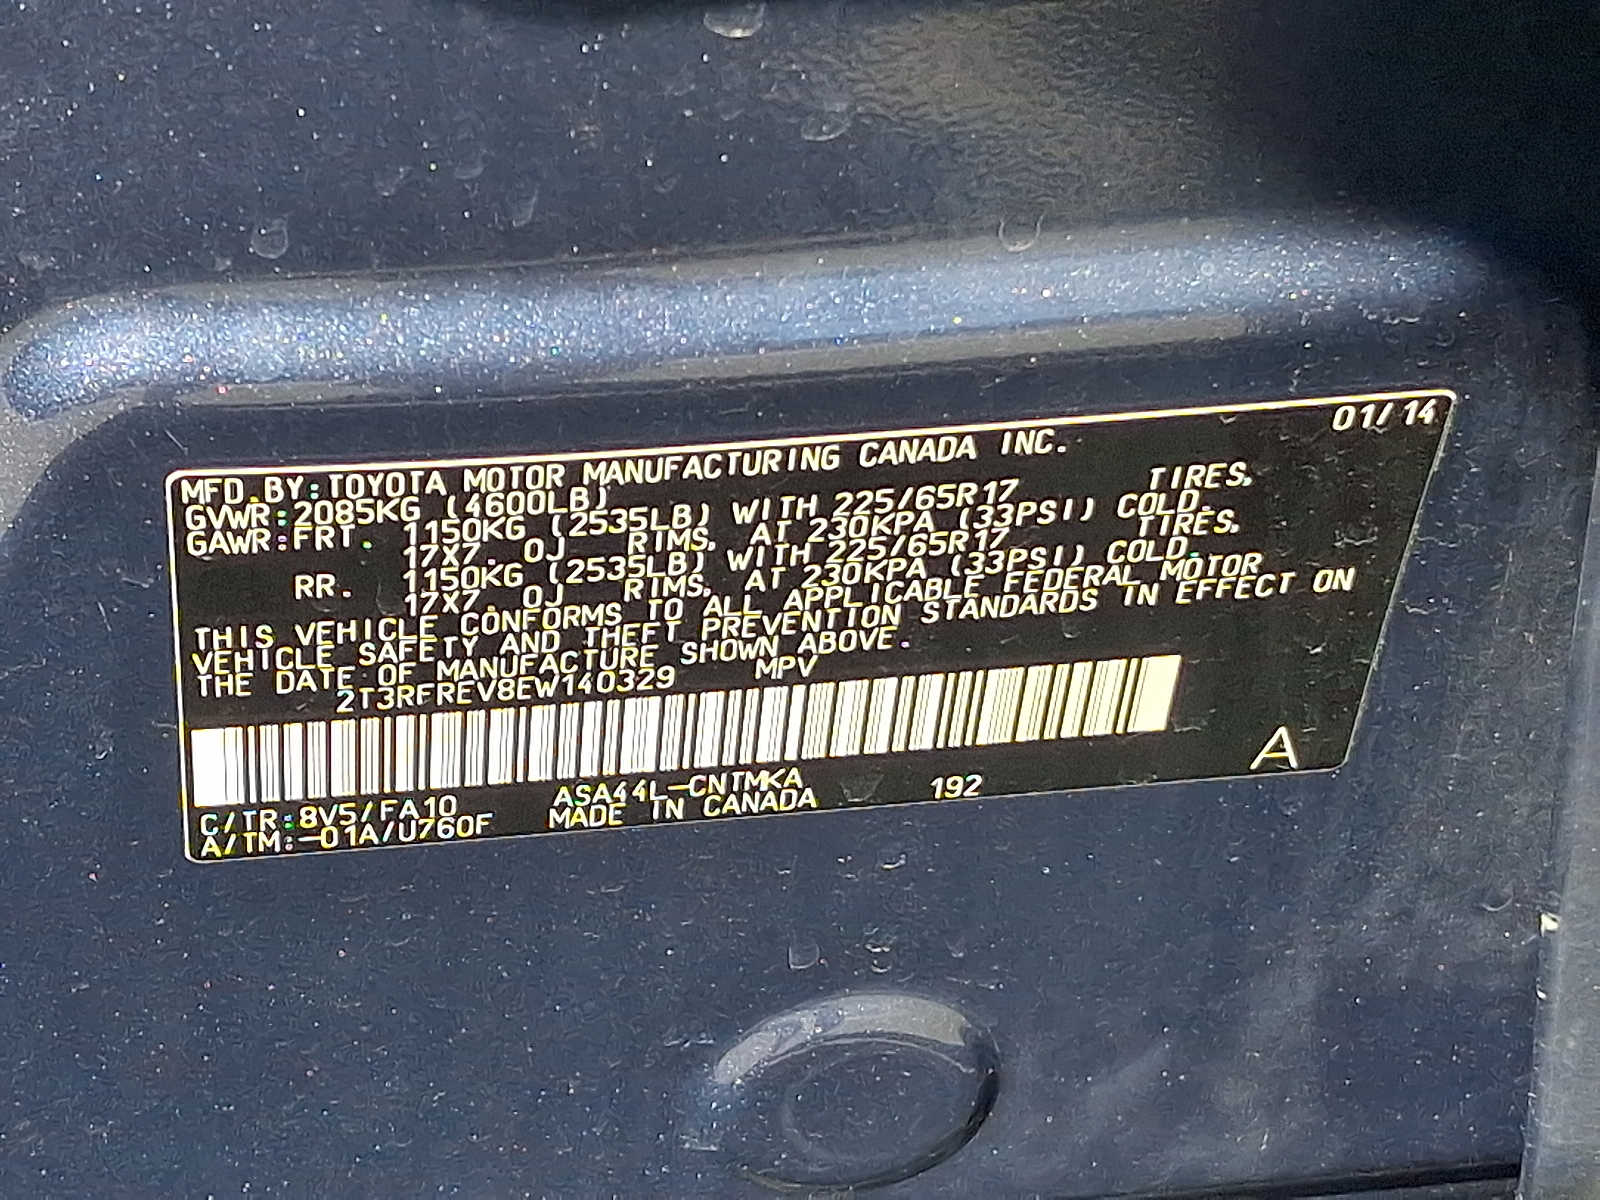 01/14
MFD.BY:TOYOTA MOTOR MANUFACTURING CANADA INC.
GVWR:2085KG (4600LB)
GAWR:FRT. 1150KG (2535LB) WITH 225/65R17 TIRES,
17X7.0J RIMS, AT 230KPA (33PSI) COLD.
RR. 1150KG (2535LB) WITH 225/65R17 TIRES,
17X7.0J RIMS, AT 230KPA (33PSI) COLD.
THIS VEHICLE CONFORMS TO ALL APPLICABLE FEDERAL MOTOR
VEHICLE SAFETY AND THEFT PREVENTION STANDARDS IN EFFECT ON
THE DATE OF MANUFACTURE SHOWN ABOVE.
2T3RFREV8EW140329 MPV
C/TR:8V5/FA10 ASA44L-CNTMKA 192 A
A/TM:-01A/U760F MADE IN CANADA